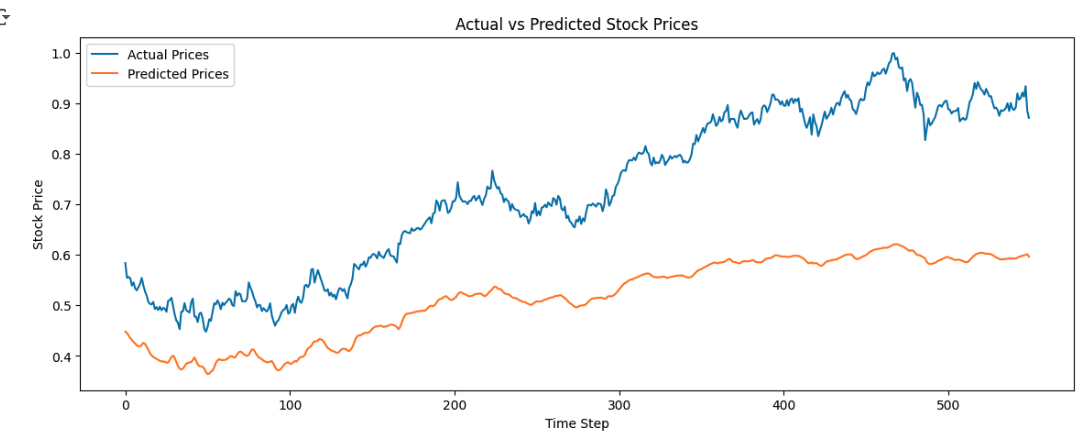 Actual vs Predicted Stock Prices
Actual Prices
Predicted Prices
1.0
0.9
0.8
0.7
0.6
0.5
0.4
Stock Price
0
100
200
300
400
500
Time Step